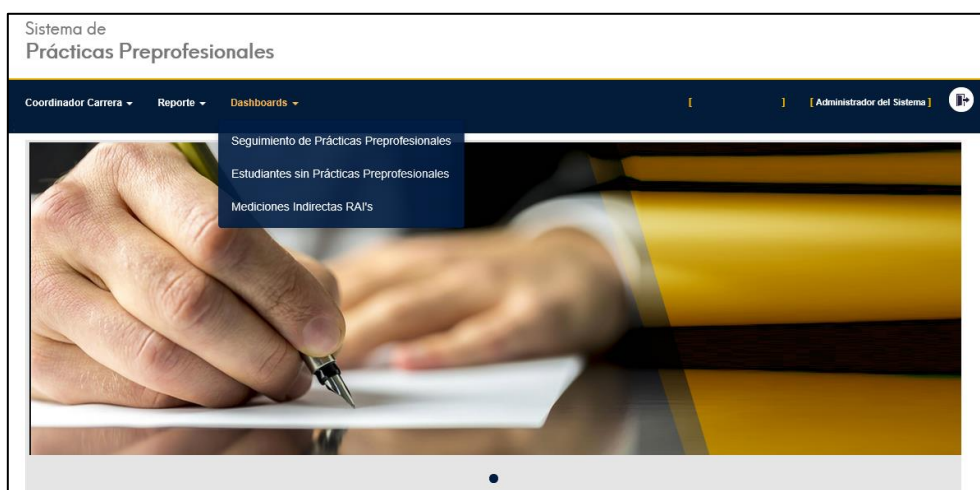 Sistema de
Prácticas Preprofesionales
Coordinador Carrera Reporte Dashboards [ ] [ Administrador del Sistema ]
Seguimiento de Prácticas Preprofesionales
Estudiantes sin Prácticas Preprofesionales
Mediciones Indirectas RAI's